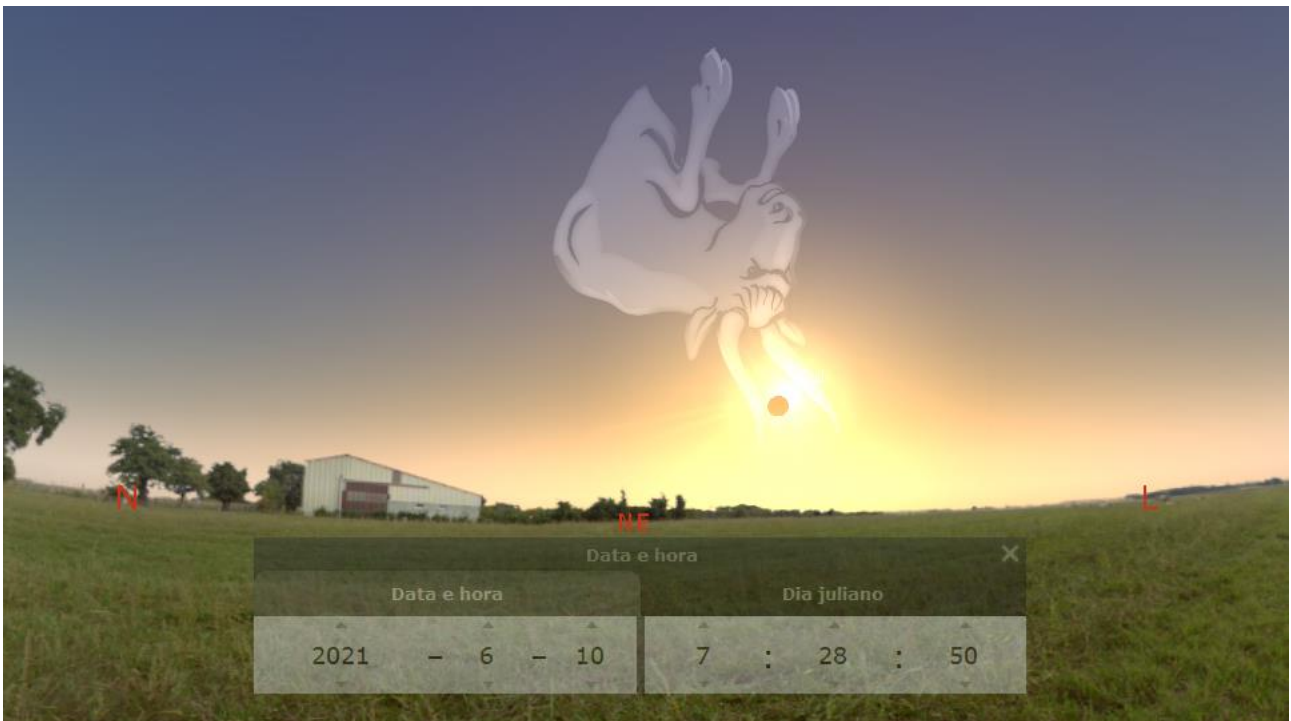 N
L
NE
Data e hora
Data e hora Dia juliano
2021 – 6 – 10 7 : 28 : 50